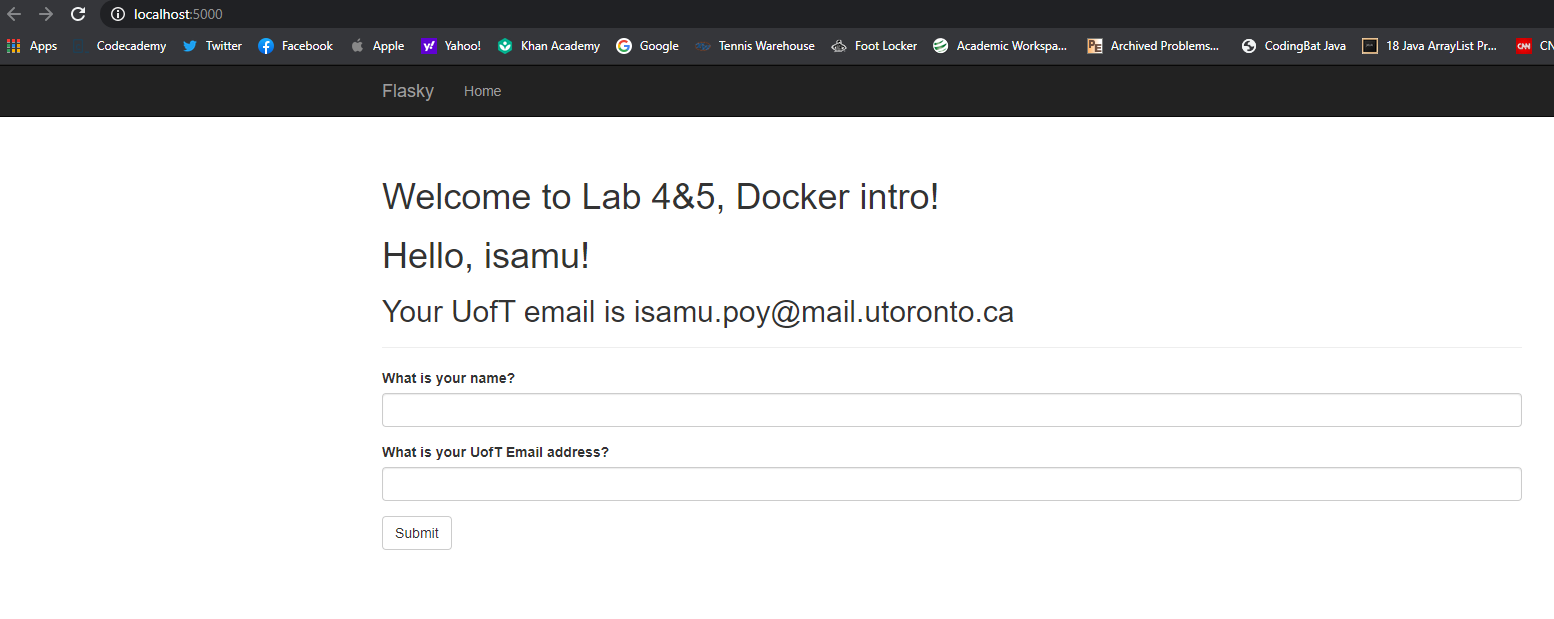 localhost:5000
Apps Codecademy Twitter Facebook Apple Yahoo! Khan Academy Google Tennis Warehouse Foot Locker Academic Workspa... Archived Problems... CodingBat Java 18 Java ArrayList Pr... CNN CN
Flasky Home
Welcome to Lab 4&5, Docker intro!
Hello, isamu!
Your UofT email is isamu.poy@mail.utoronto.ca
What is your name?
What is your UofT Email address?
Submit